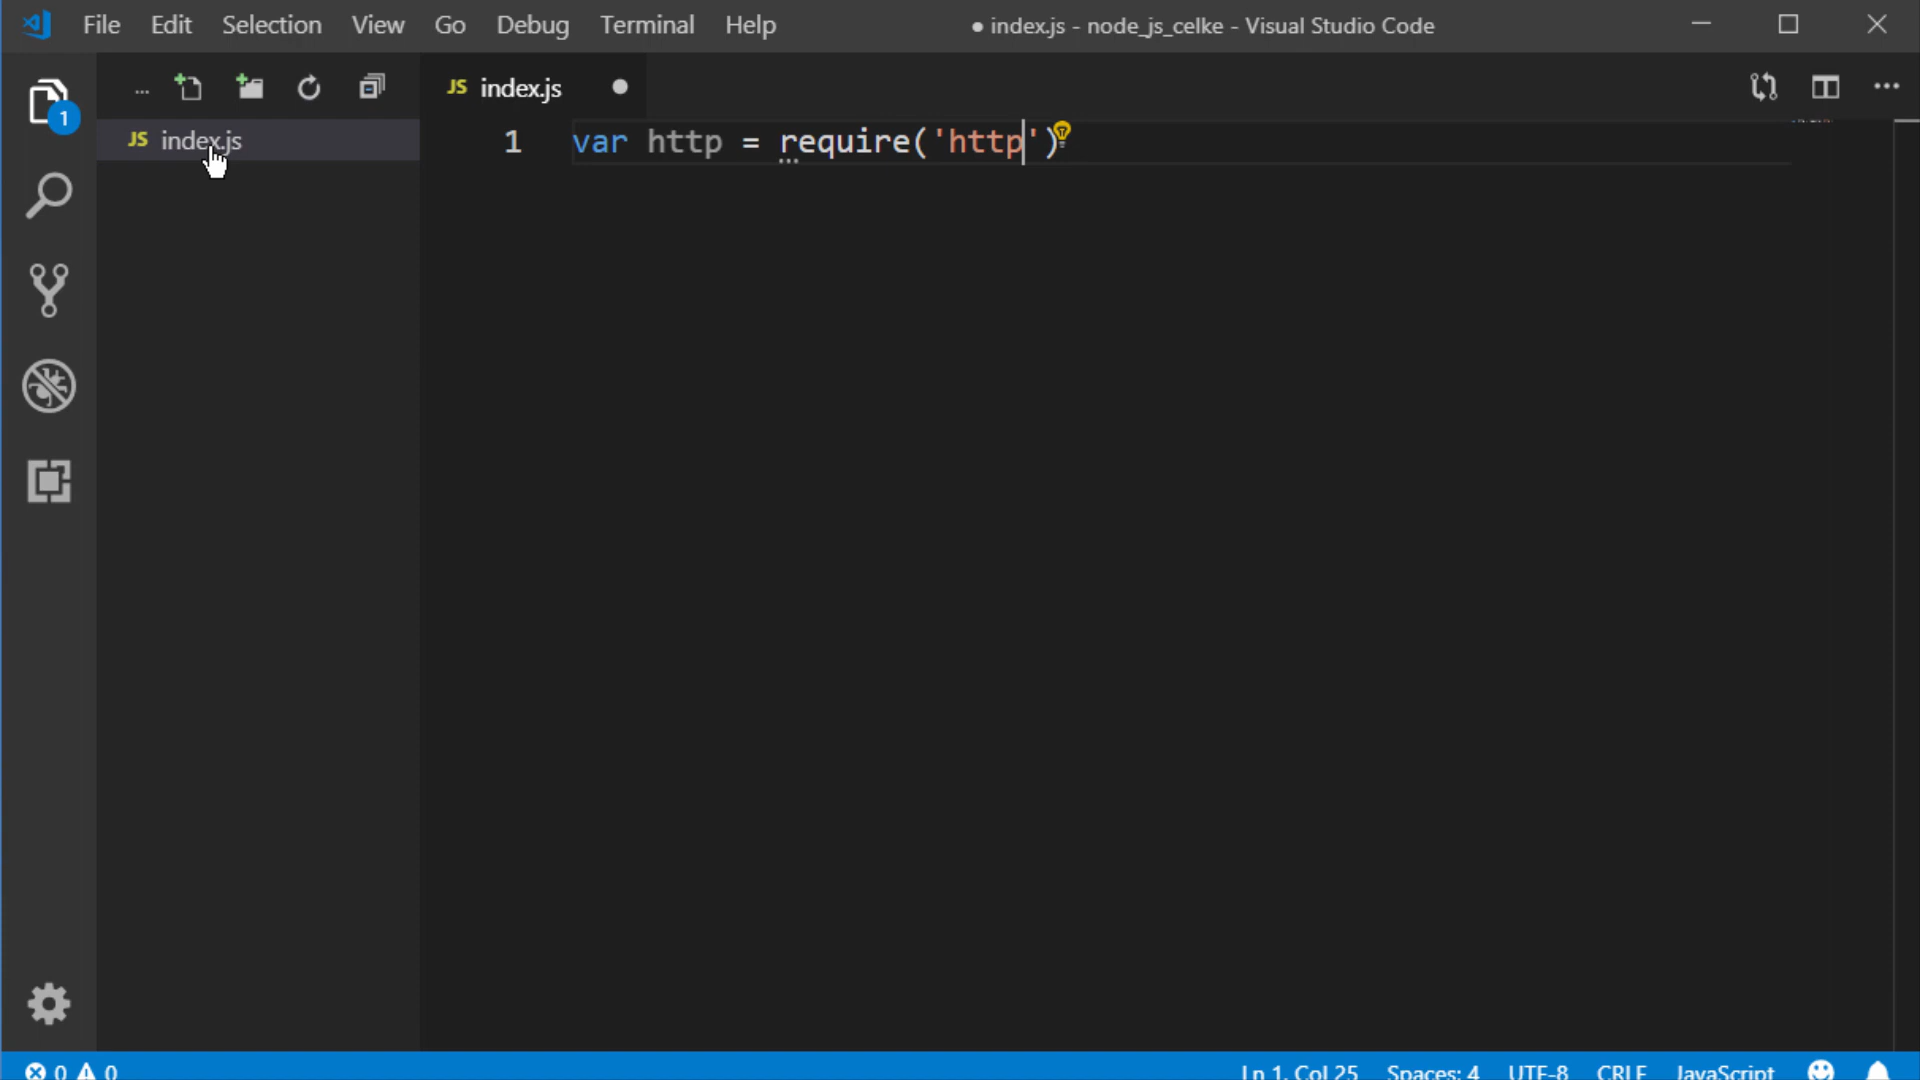 File Edit Selection View Go Debug Terminal Help ● index.js - node_js_celke - Visual Studio Code
... JS index.js ●
JS index.js
1 var http = require('http')
1
0 0 Ln 1, Col 25 Spaces: 4 UTF-8 CRLF JavaScript